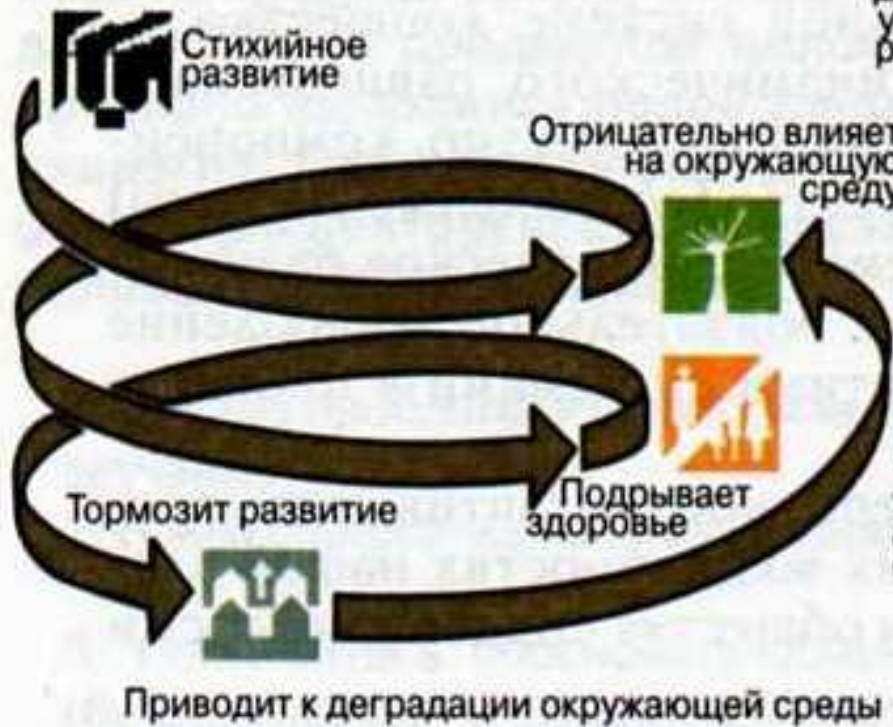 Стихийное
развитие
Отрицательно влияет
на окружающую
среду
Тормозит развитие
Подрывает
здоровье
Приводит к деградации окружающей среды